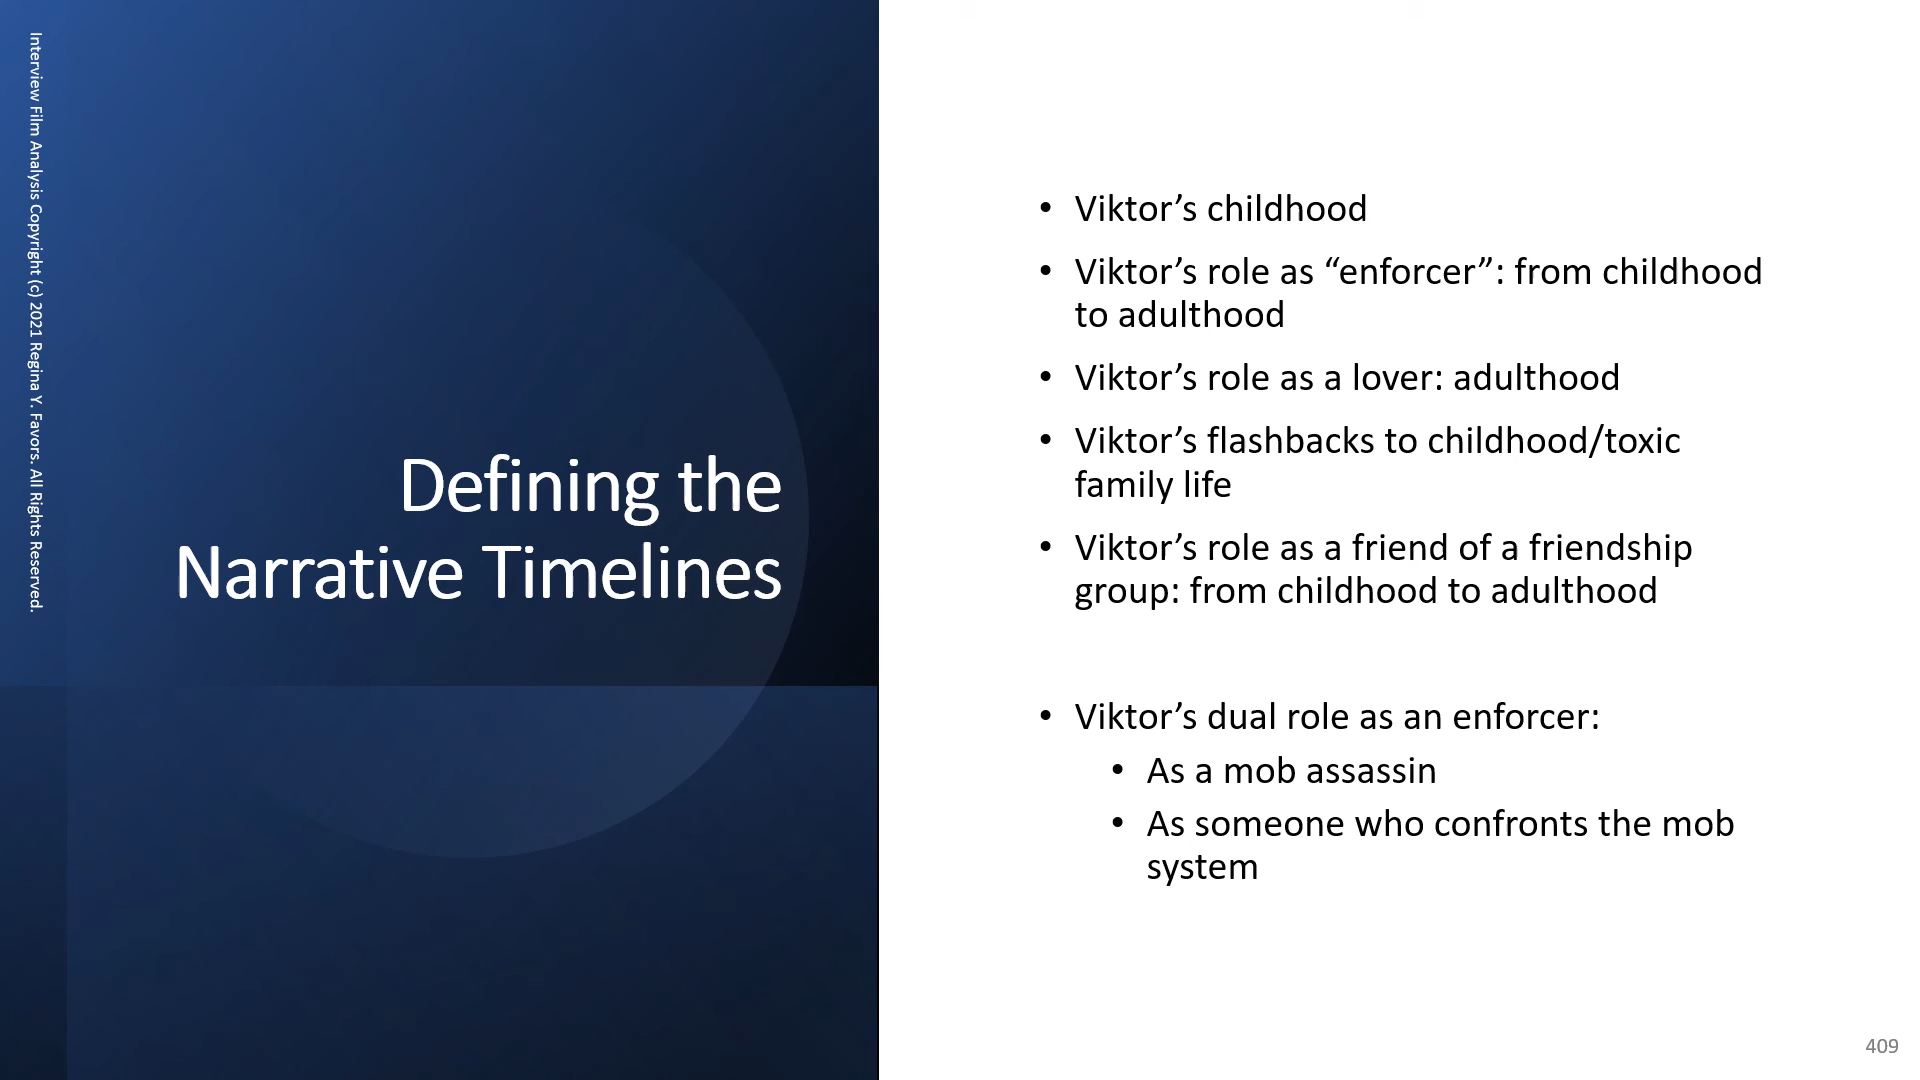 Interview Film Analysis Copyright (c) 2021 Regina Y. Favors. All Rights Reserved.
Defining the
Narrative Timelines
• Viktor’s childhood
• Viktor’s role as “enforcer”: from childhood
to adulthood
• Viktor’s role as a lover: adulthood
• Viktor’s flashbacks to childhood/toxic
family life
• Viktor’s role as a friend of a friendship
group: from childhood to adulthood
• Viktor’s dual role as an enforcer:
• As a mob assassin
• As someone who confronts the mob
system
409